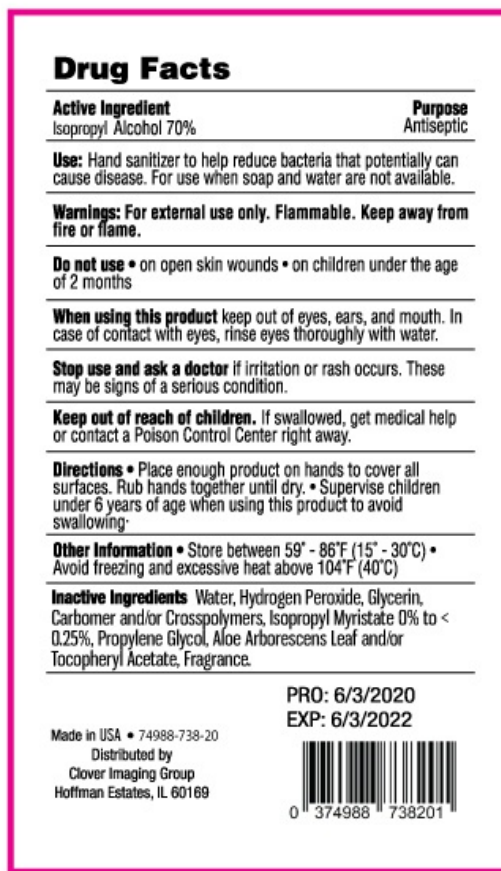 Drug Facts
Active Ingredient Purpose
Isopropyl Alcohol 70% Antiseptic
Use: Hand sanitizer to help reduce bacteria that potentially can
cause disease. For use when soap and water are not available.
Warnings: For external use only. Flammable. Keep away from
fire or flame.
Do not use • on open skin wounds • on children under the age
of 2 months
When using this product keep out of eyes, ears, and mouth. In
case of contact with eyes, rinse eyes thoroughly with water.
Stop use and ask a doctor if irritation or rash occurs. These
may be signs of a serious condition.
Keep out of reach of children. If swallowed, get medical help
or contact a Poison Control Center right away.
Directions • Place enough product on hands to cover all
surfaces. Rub hands together until dry. • Supervise children
under 6 years of age when using this product to avoid
swallowing·
Other Information • Store between 59˚ - 86˚F (15˚ - 30˚C) •
Avoid freezing and excessive heat above 104˚F (40˚C)
Inactive Ingredients Water, Hydrogen Peroxide, Glycerin,
Carbomer and/or Crosspolymers, Isopropyl Myristate 0% to <
0.25%, Propylene Glycol, Aloe Arborescens Leaf and/or
Tocopheryl Acetate, Fragrance.
PRO: 6/3/2020
EXP: 6/3/2022
Made in USA • 74988-738-20
Distributed by
Clover Imaging Group
Hoffman Estates, IL 60169
0 374988 738201